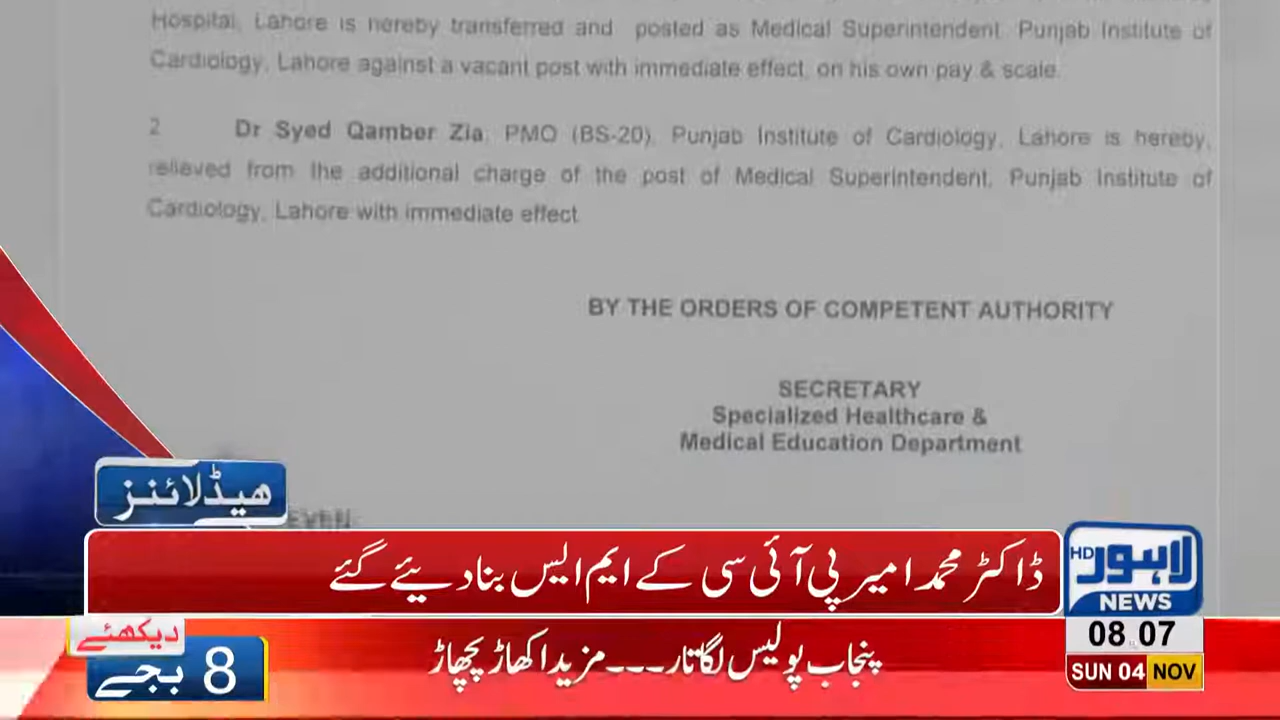 Hospital, Lahore is hereby transferred and posted as Medical Superintendent, Punjab Institute of
Cardiology, Lahore against a vacant post with immediate effect, on his own pay & scale.
2 Dr Syed Qamber Zia, PMO (BS-20), Punjab Institute of Cardiology, Lahore is hereby,
relieved from the additional charge of the post of Medical Superintendent, Punjab Institute of
Cardiology, Lahore with immediate effect
BY THE ORDERS OF COMPETENT AUTHORITY
SECRETARY
Specialized Healthcare &
Medical Education Department
ہیڈلائنز
ڈاکٹر محمد امیر پی آئی سی کے ایم ایس بنا دیئے گئے
لاہور HD
NEWS
08 07
SUN 04 NOV
دیکھئے
8 بجے
پنجاب پولیس لگاتار۔۔۔مزید اکھاڑ پچھاڑ